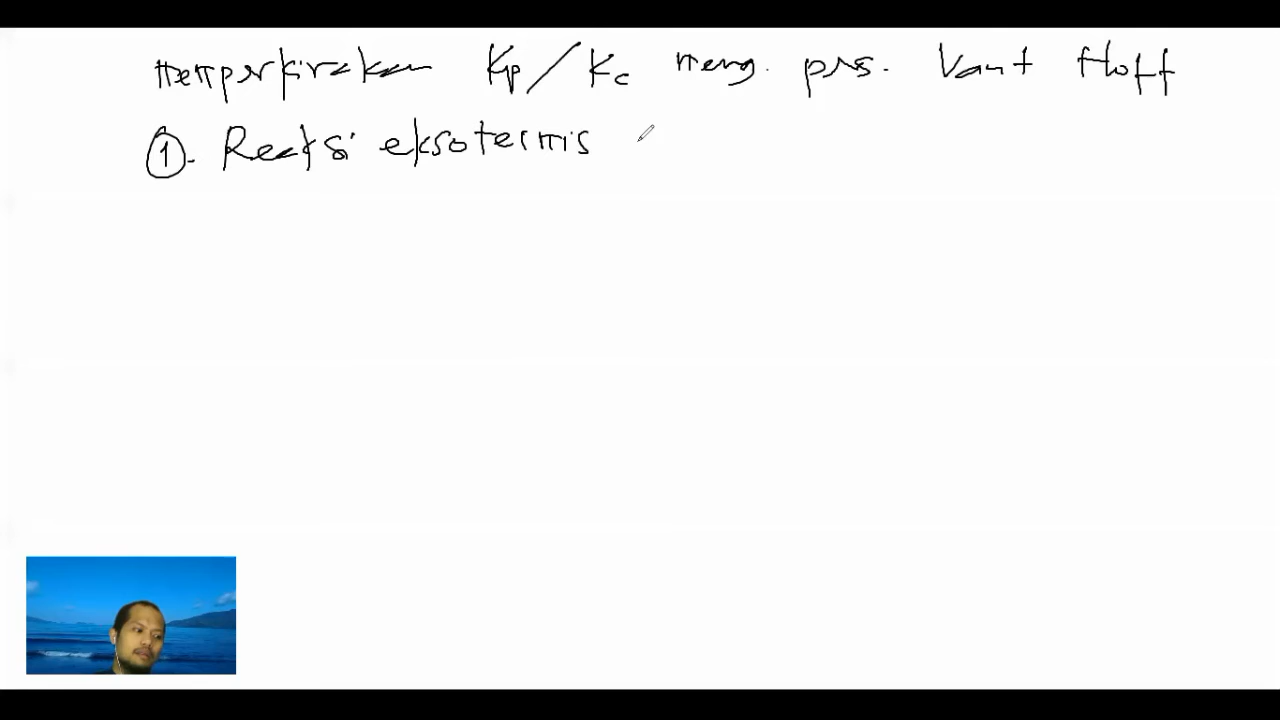 Memperkirakan Kp/Kc meng. prs. Vant Hoff
①. Reaksi eksotermis